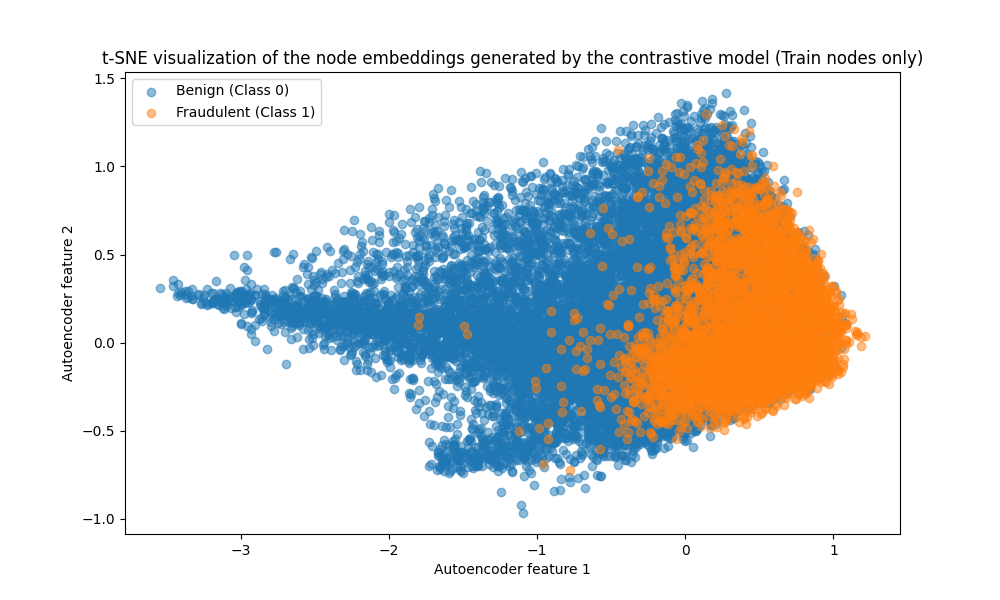 t-SNE visualization of the node embeddings generated by the contrastive model (Train nodes only)
Benign (Class 0)
Fraudulent (Class 1)
1.5
1.0
0.5
0.0
−0.5
−1.0
Autoencoder feature 2
−3
−2
−1
0
1
Autoencoder feature 1